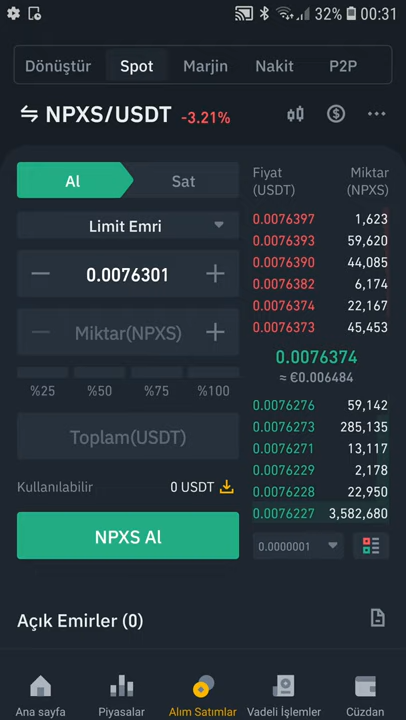 32% 00:31
Dönüştür Spot Marjin Nakit P2P
NPXS/USDT -3.21%
Al Sat
Limit Emri
0.0076301
Miktar(NPXS)
%25 %50 %75 %100
Toplam(USDT)
Kullanılabilir 0 USDT
NPXS Al
Fiyat Miktar
(USDT) (NPXS)
0.0076397 1,623
0.0076393 59,620
0.0076390 44,085
0.0076382 6,174
0.0076374 22,167
0.0076373 45,453
0.0076374
≈ €0.006484
0.0076276 59,142
0.0076273 285,135
0.0076271 13,117
0.0076229 2,178
0.0076228 22,950
0.0076227 3,582,680
0.0000001
Açık Emirler (0)
Ana sayfa Piyasalar Alım Satımlar Vadeli İşlemler Cüzdan